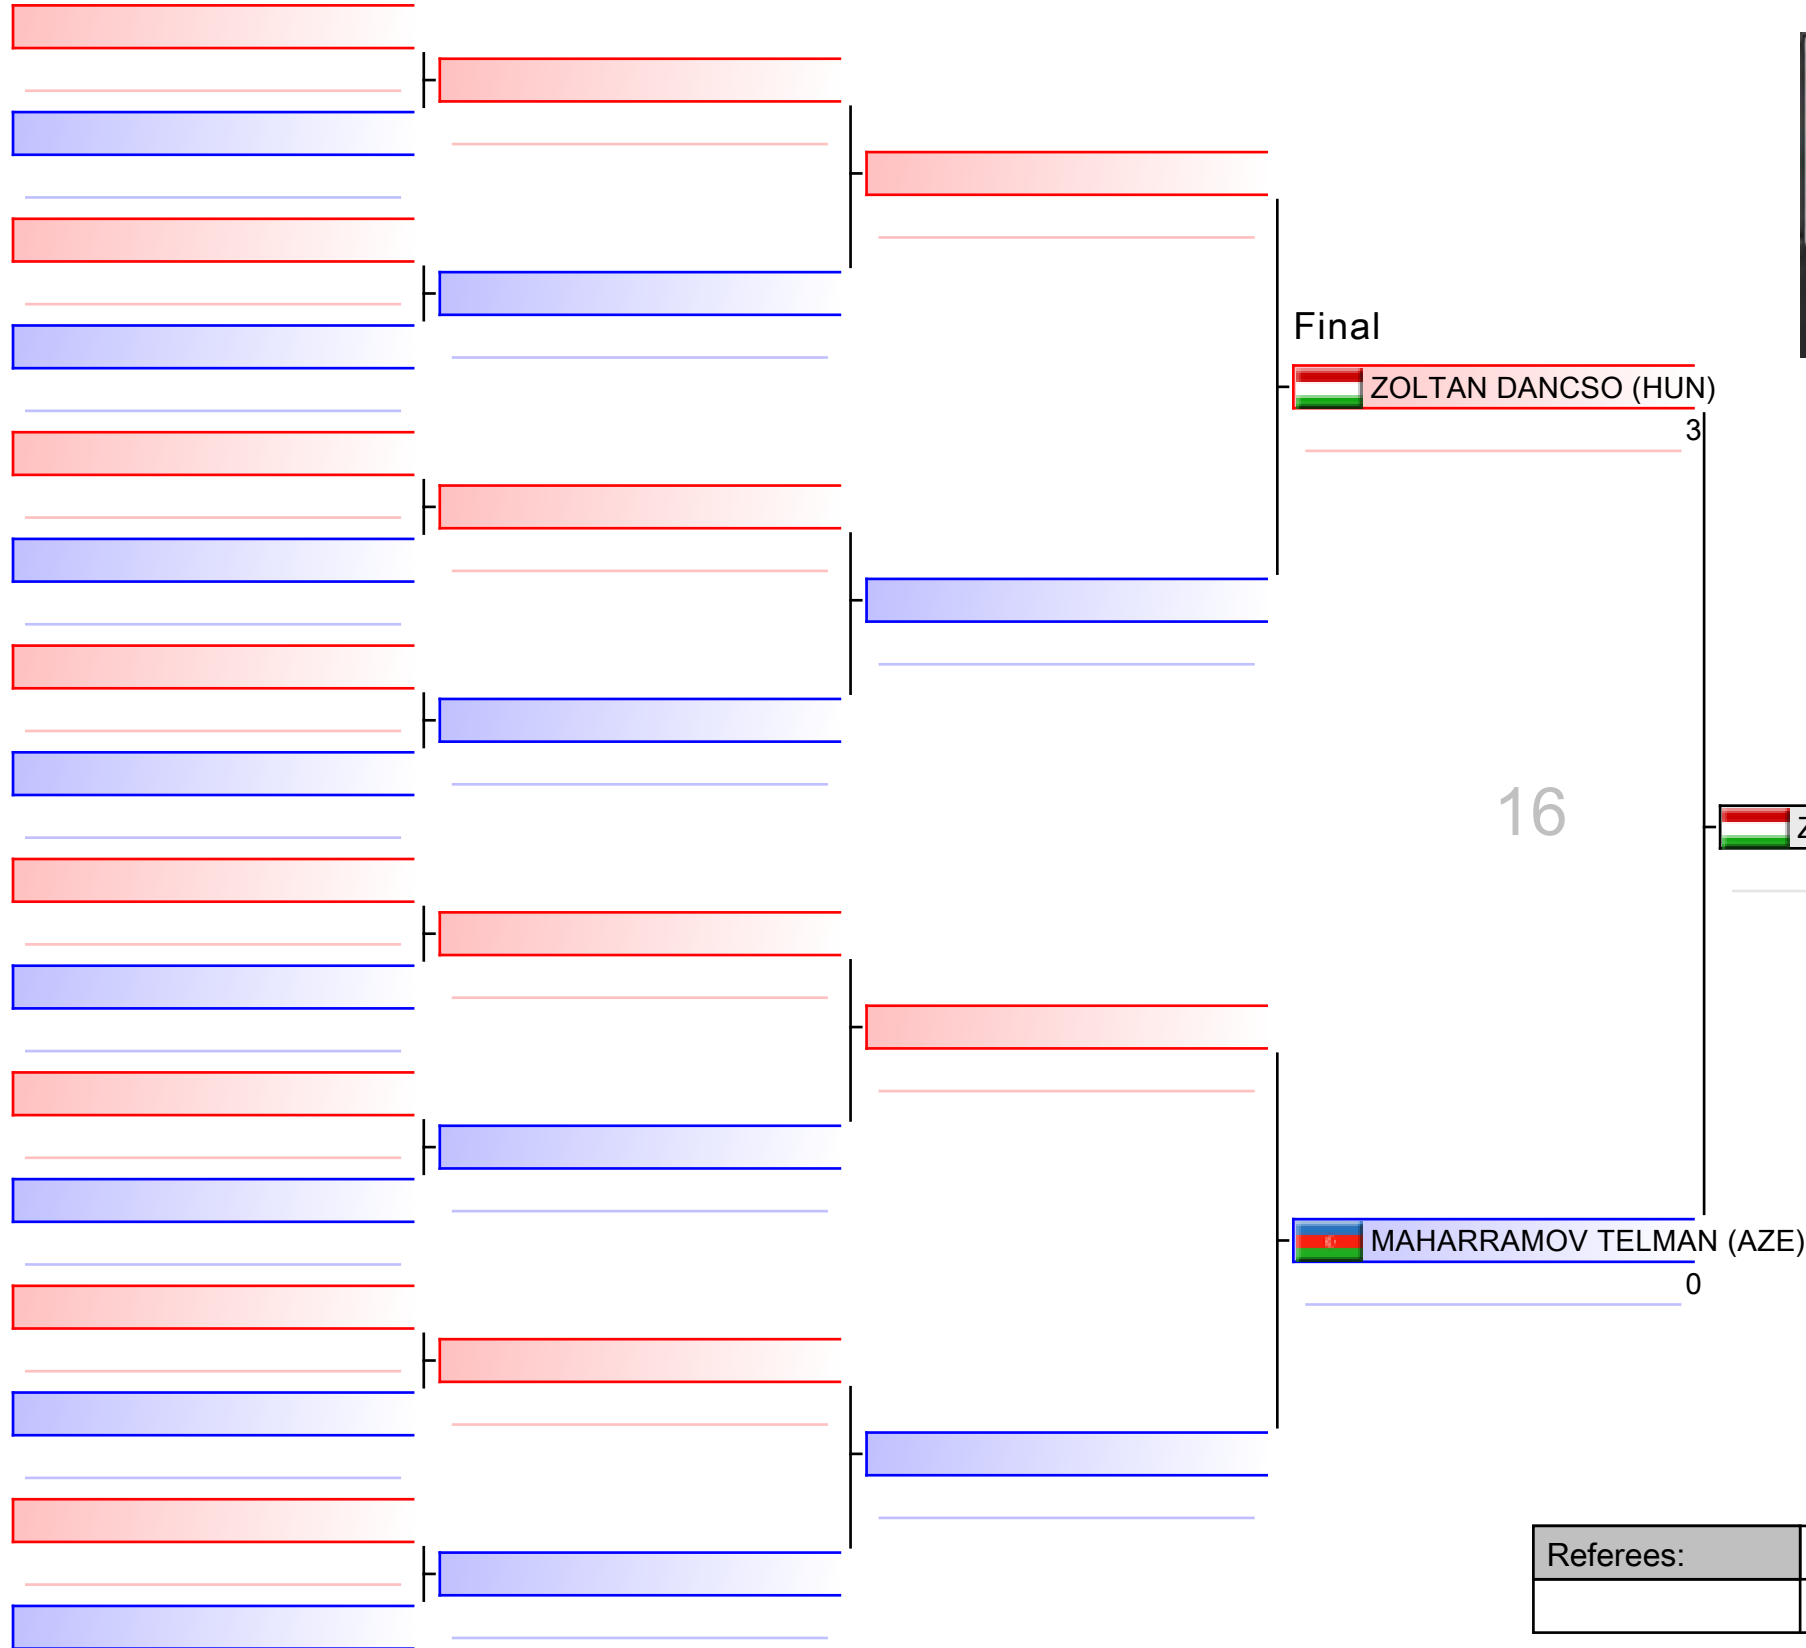 Final
ZOLTAN DANCSO (HUN)
3
16
Z
MAHARRAMOV TELMAN (AZE)
0
Referees: